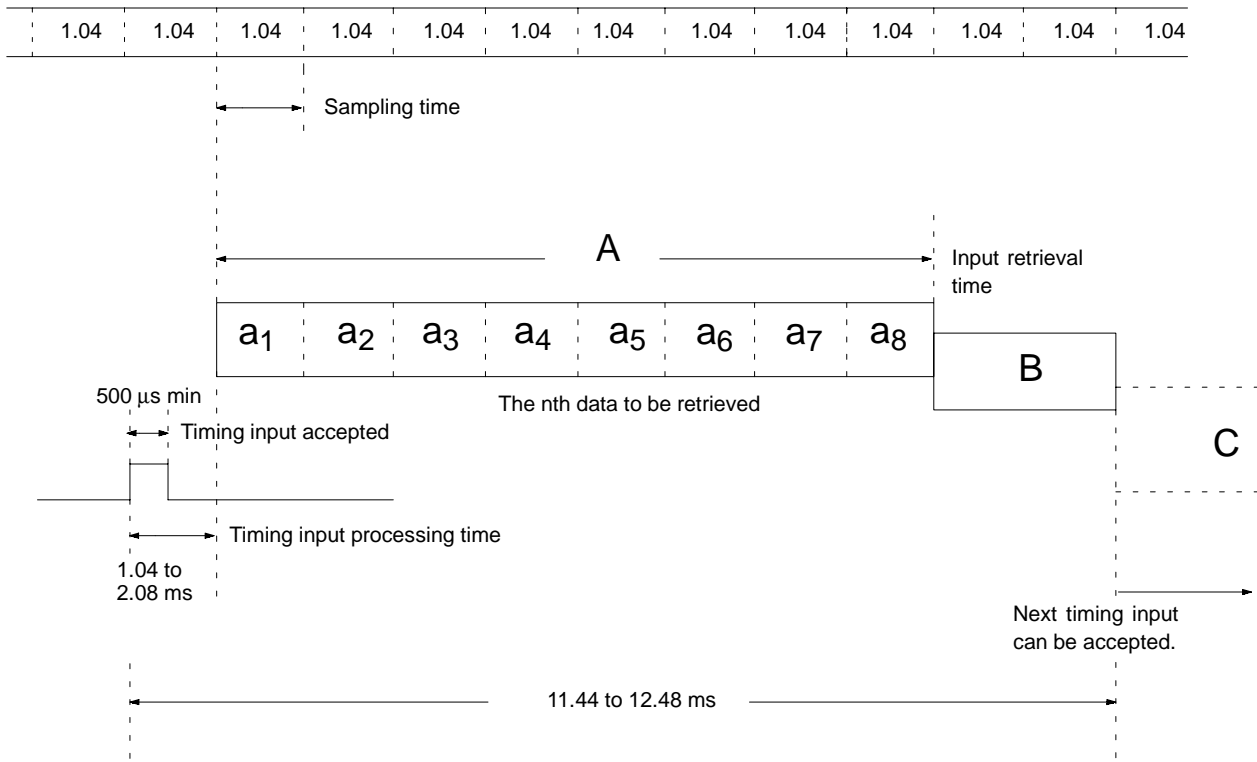 1.04 1.04 1.04 1.04 1.04 1.04 1.04 1.04 1.04 1.04 1.04 1.04 1.04
Sampling time
A
Input retrieval
time
a1 a2 a3 a4 a5 a6 a7 a8
B
500 μs min
The nth data to be retrieved
Timing input accepted
C
Timing input processing time
1.04 to
2.08 ms
Next timing input
can be accepted.
11.44 to 12.48 ms